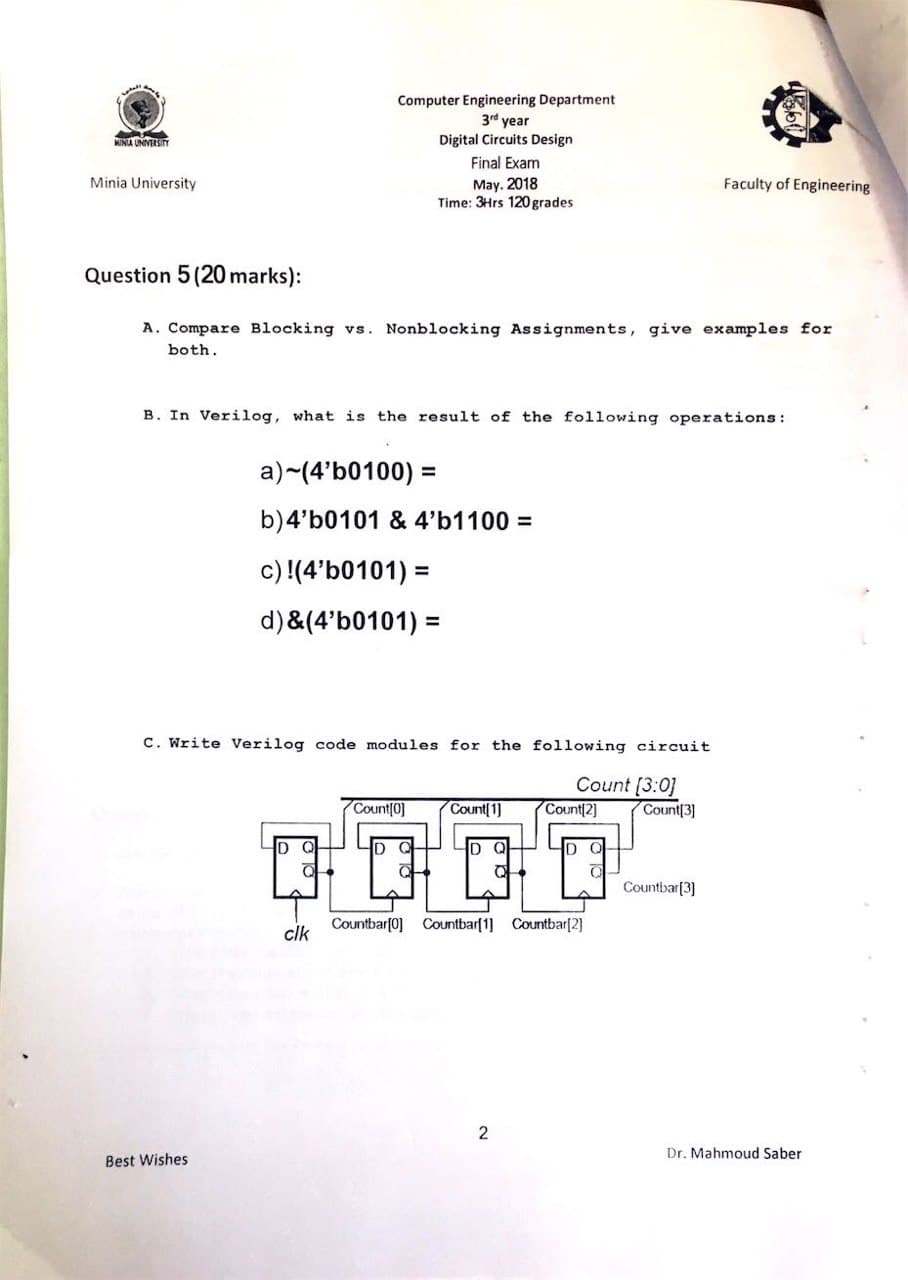 Computer Engineering Department
3rd year
Digital Circuits Design
Final Exam
May. 2018
Time: 3Hrs 120 grades
MINIA UNIVERSITY
Minia University
Faculty of Engineering
Question 5 (20 marks):
A. Compare Blocking vs. Nonblocking Assignments, give examples for
both.
B. In Verilog, what is the result of the following operations:
a) ~(4'b0100) =
b) 4'b0101 & 4'b1100 =
c) !(4'b0101) =
d) &(4'b0101) =
C. Write Verilog code modules for the following circuit
Count [3:0]
Count[0] Count[1] Count[2] Count[3]
D Q D Q D Q D Q
Q Q Q Q
Countbar[3]
clk Countbar[0] Countbar[1] Countbar[2]
2
Best Wishes
Dr. Mahmoud Saber